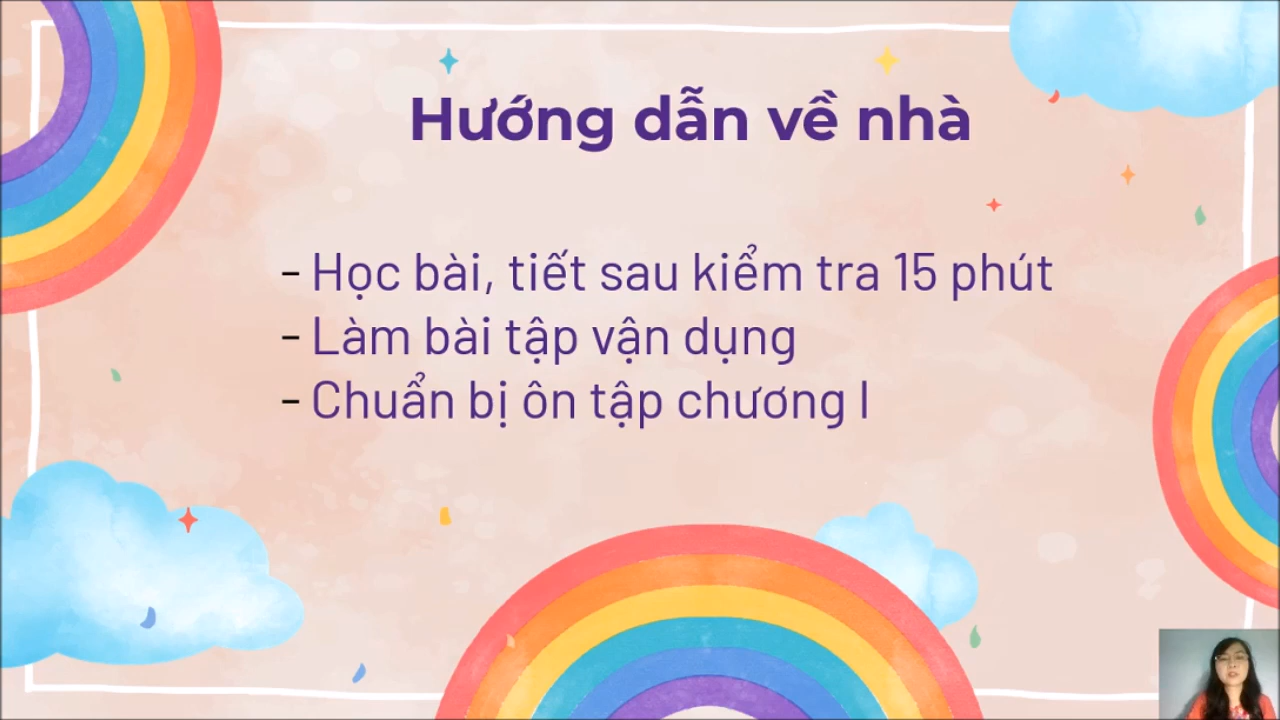 Hướng dẫn về nhà
- Học bài, tiết sau kiểm tra 15 phút
- Làm bài tập vận dụng
- Chuẩn bị ôn tập chương I